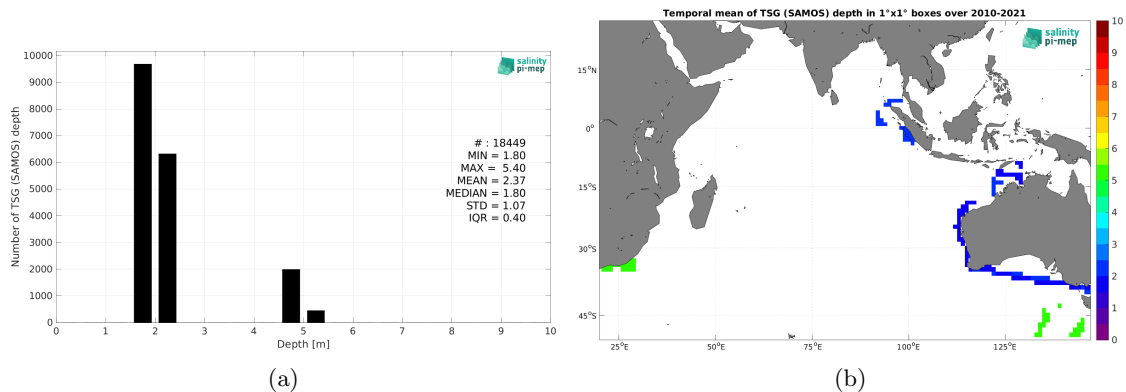 10000
9000
8000
7000
6000
5000
4000
3000
2000
1000
0
Number of TSG (SAMOS) depth
0 1 2 3 4 5 6 7 8 9 10
Depth [m]
salinity
pi-mep
# : 18449
MIN = 1.80
MAX = 5.40
MEAN = 2.37
MEDIAN = 1.80
STD = 1.07
IQR = 0.40
(a)
Temporal mean of TSG (SAMOS) depth in 1°x1° boxes over 2010-2021
salinity
pi-mep
15°N
0°
15°S
30°S
45°S
25°E 50°E 75°E 100°E 125°E
10
9
8
7
6
5
4
3
2
1
0
(b)